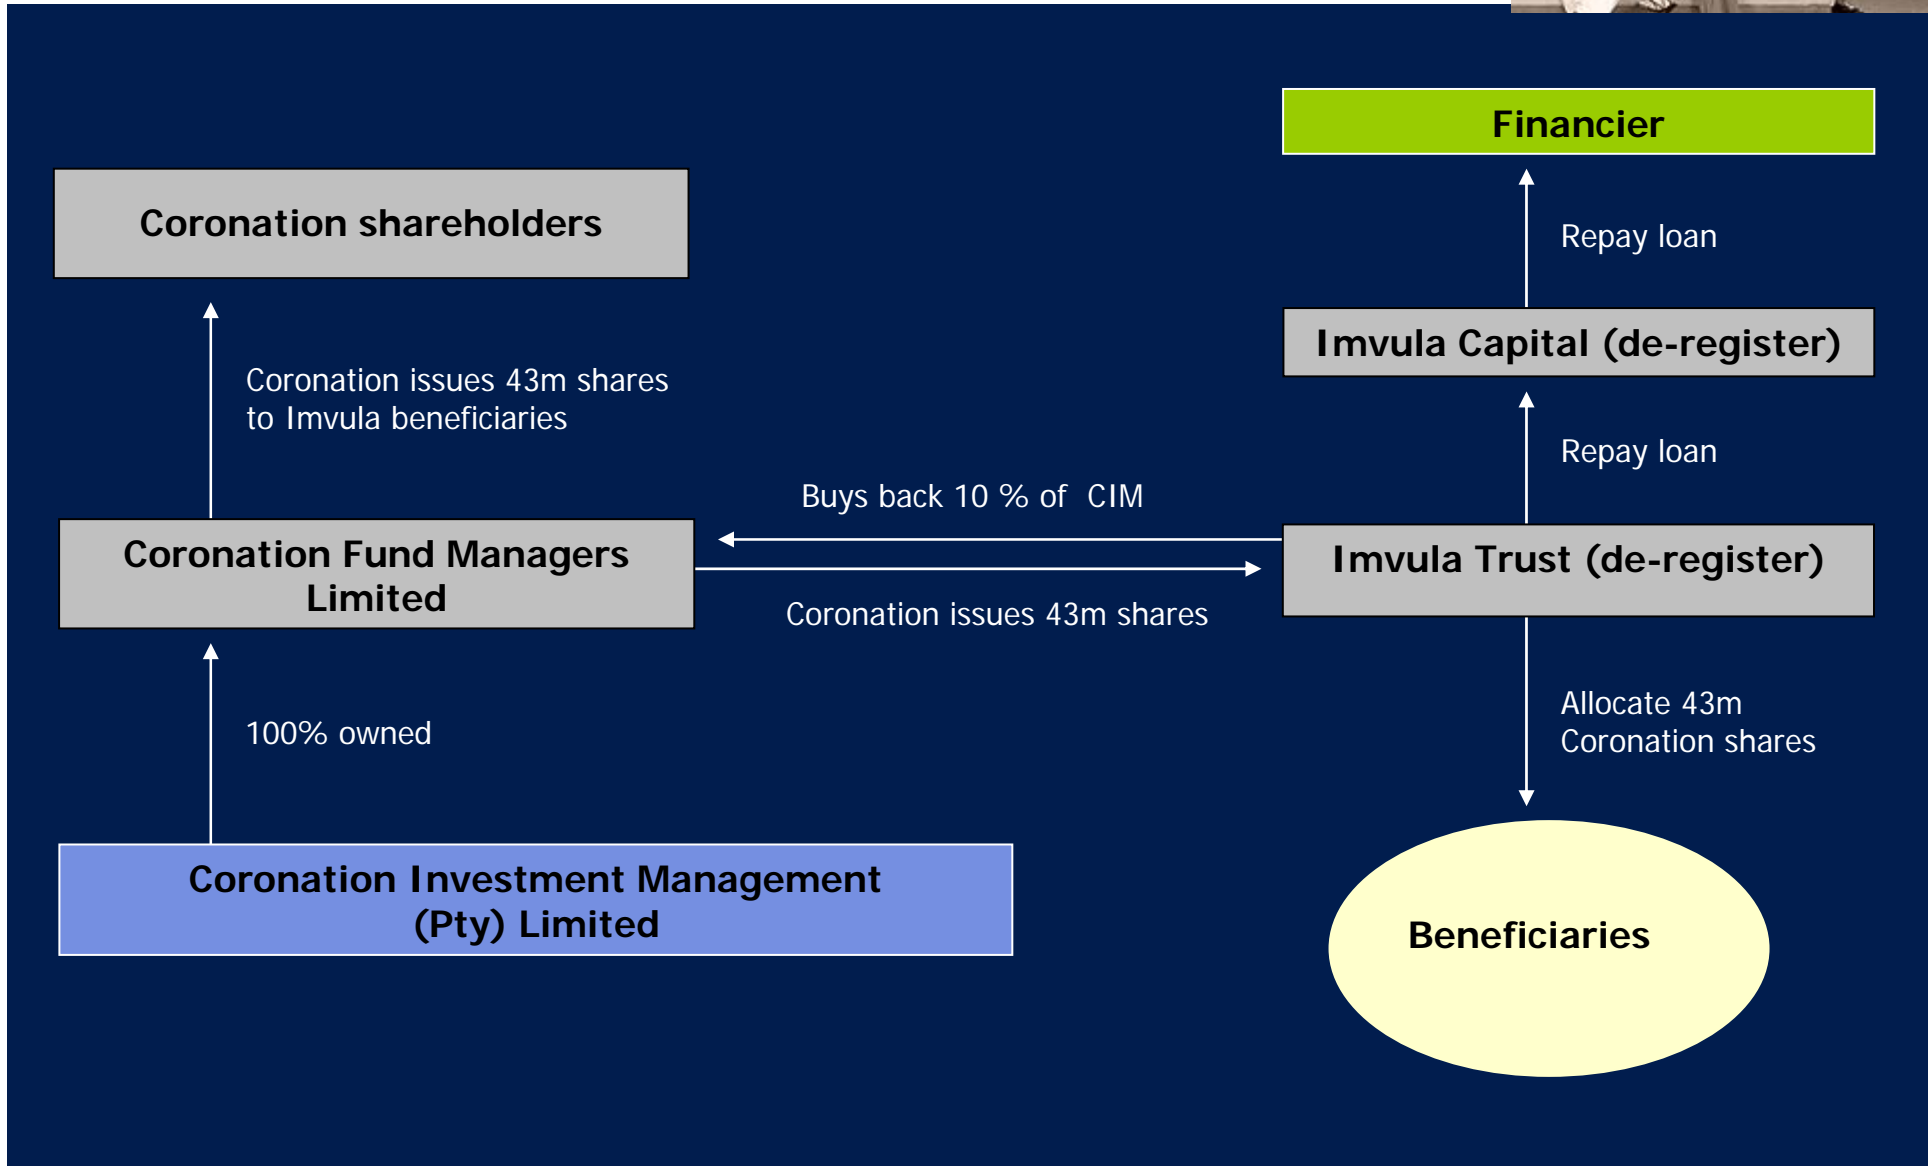 Financier
Coronation shareholders
Repay loan
Imvula Capital (de-register)
Coronation issues 43m shares
to Imvula beneficiaries
Repay loan
Buys back 10 % of CIM
Coronation Fund Managers
Limited
Imvula Trust (de-register)
Coronation issues 43m shares
Allocate 43m
Coronation shares
100% owned
Coronation Investment Management
(Pty) Limited
Beneficiaries